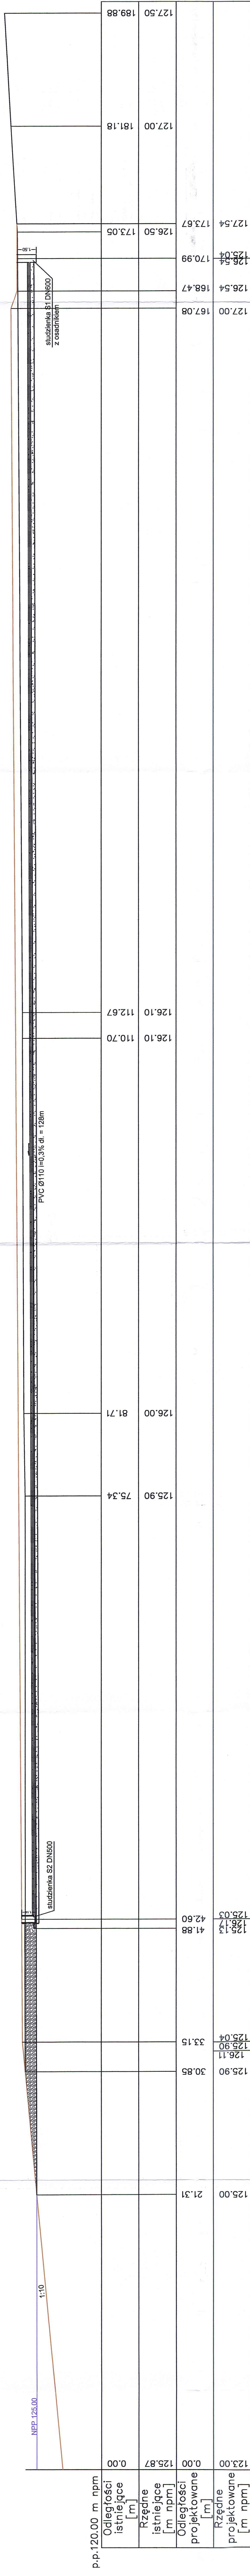 NPP.125.00
1:10
studzienka S2 DN500
PVC Ø110 i=0,3% dł. = 128m
studzienka S1 DN600
z osadnikiem
p.p.120.00 m npm
Odległości
istniejące
[m]
0.00
75.34
81.71
110.70
112.67
173.05
181.18
189.88
Rzędne
istniejące
[m npm]
125.87
125.90
126.00
126.10
126.10
126.50
127.00
127.50
Odległości
projektowane
[m]
0.00
21.31
30.85
33.15
41.88
42.60
167.08
168.47
170.99
173.67
Rzędne
projektowane
[m npm]
123.00
125.00
125.90
126.11
125.90
125.04
125.13
126.17
125.03
127.00
126.54
126.54
125.04
127.54